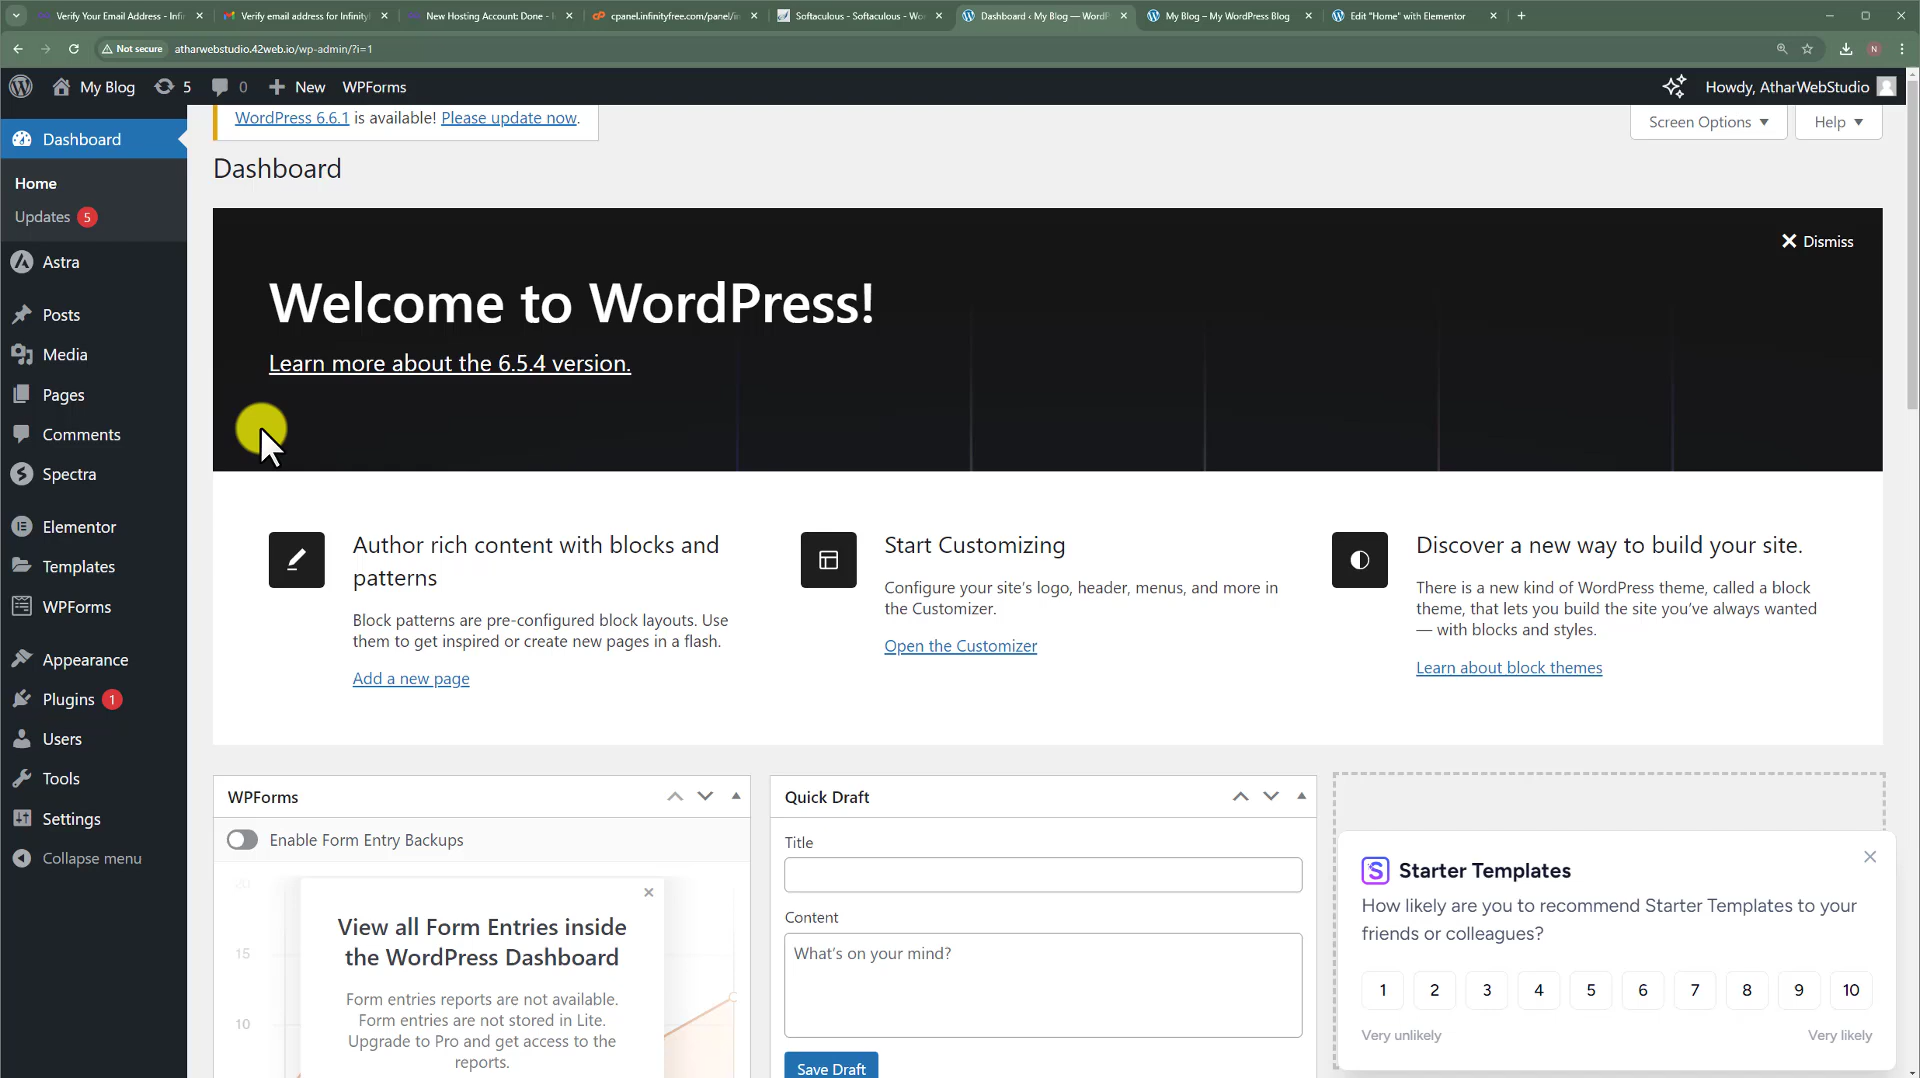 Verify Your Email Address - Infi
Verify email address for Infinity
New Hosting Account: Done - I
cpanel.infinityfree.com/panel/in
Softaculous - Softaculous - Wo
Dashboard ‹ My Blog — WordP
My Blog – My WordPress Blog
Edit "Home" with Elementor
Not secure
atharwebstudio.42web.io/wp-admin/?i=1
N
My Blog
5
0
New
WPForms
Howdy, AtharWebStudio
WordPress 6.6.1 is available! Please update now.
Screen Options
Help
Dashboard
Home
Updates 5
Astra
Posts
Media
Pages
Comments
Spectra
Elementor
Templates
WPForms
Appearance
Plugins 1
Users
Tools
Settings
Collapse menu
Dashboard
Dismiss
Welcome to WordPress!
Learn more about the 6.5.4 version.
Author rich content with blocks and
patterns
Block patterns are pre-configured block layouts. Use
them to get inspired or create new pages in a flash.
Add a new page
Start Customizing
Configure your site's logo, header, menus, and more in
the Customizer.
Open the Customizer
Discover a new way to build your site.
There is a new kind of WordPress theme, called a block
theme, that lets you build the site you've always wanted
— with blocks and styles.
Learn about block themes
WPForms
Enable Form Entry Backups
20
15
10
View all Form Entries inside
the WordPress Dashboard
Form entries reports are not available.
Form entries are not stored in Lite.
Upgrade to Pro and get access to the
reports.
Quick Draft
Title
Content
What's on your mind?
Save Draft
Starter Templates
How likely are you to recommend Starter Templates to your
friends or colleagues?
1 2 3 4 5 6 7 8 9 10
Very unlikely
Very likely